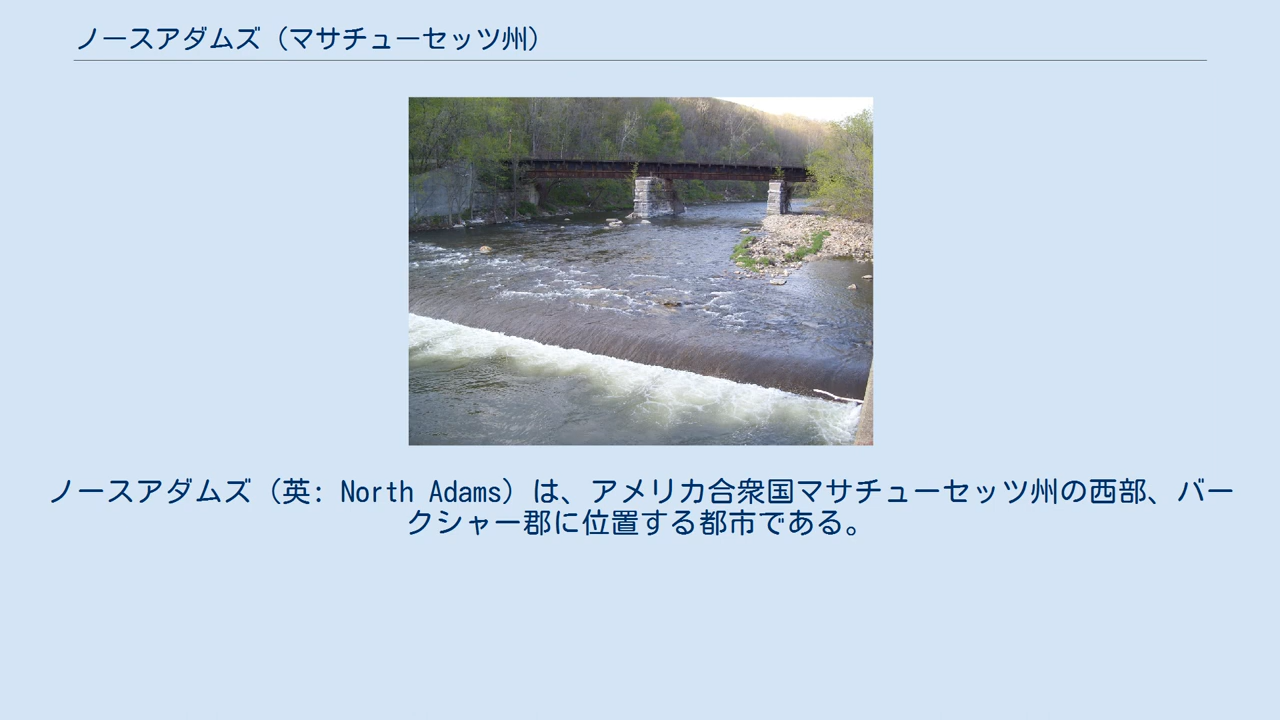 ノースアダムズ（マサチューセッツ州）
ノースアダムズ（英: North Adams）は、アメリカ合衆国マサチューセッツ州の西部、バー
クシャー郡に位置する都市である。